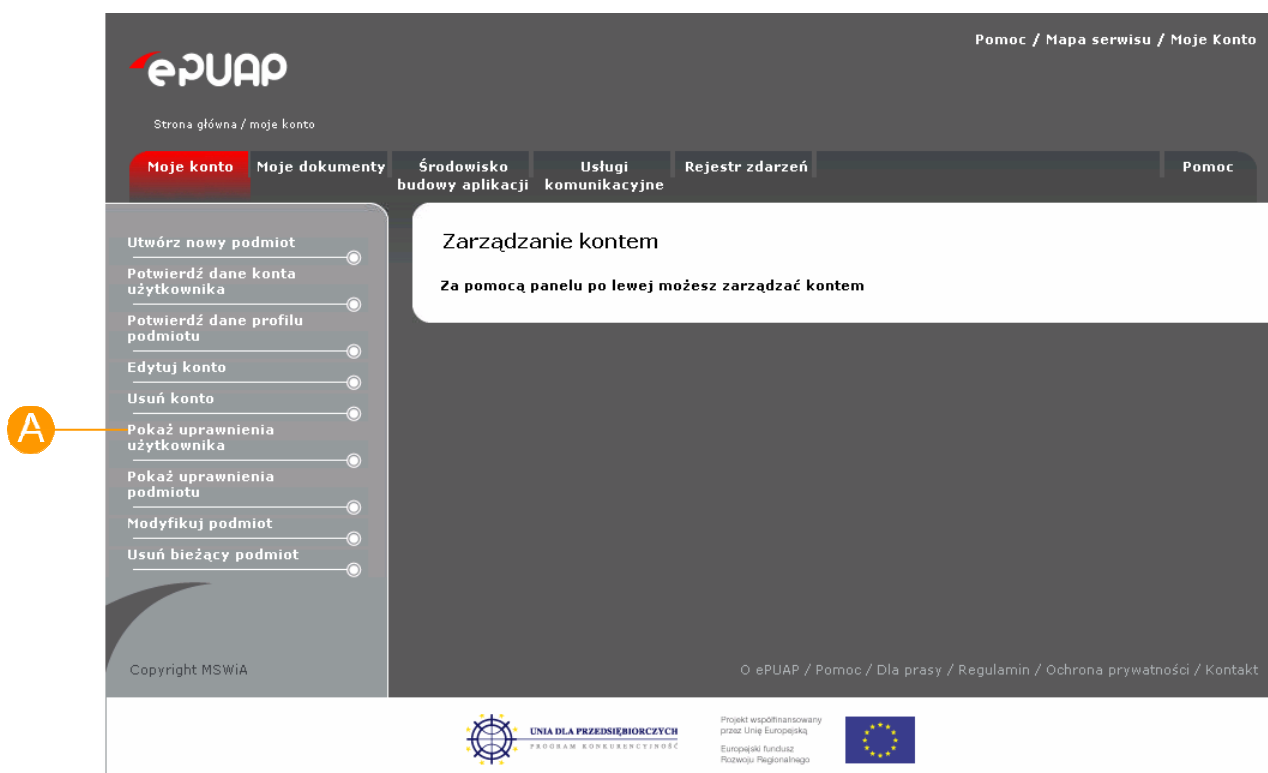 Pomoc / Mapa serwisu / Moje Konto
ePUAP
Strona główna / moje konto
Moje konto
Moje dokumenty
Środowisko
budowy aplikacji
Usługi
komunikacyjne
Rejestr zdarzeń
Pomoc
Utwórz nowy podmiot
Potwierdź dane konta
użytkownika
Potwierdź dane profilu
podmiotu
Edytuj konto
Usuń konto
A
Pokaż uprawnienia
użytkownika
Pokaż uprawnienia
podmiotu
Modyfikuj podmiot
Usuń bieżący podmiot
Zarządzanie kontem
Za pomocą panelu po lewej możesz zarządzać kontem
Copyright MSWiA
O ePUAP / Pomoc / Dla prasy / Regulamin / Ochrona prywatności / Kontakt
UNIA DLA PRZEDSIĘBIORCZYCH
PROGRAM KONKURENCYJNOŚĆ
Projekt współfinansowany
przez Unię Europejską
Europejski fundusz
Rozwoju Regionalnego